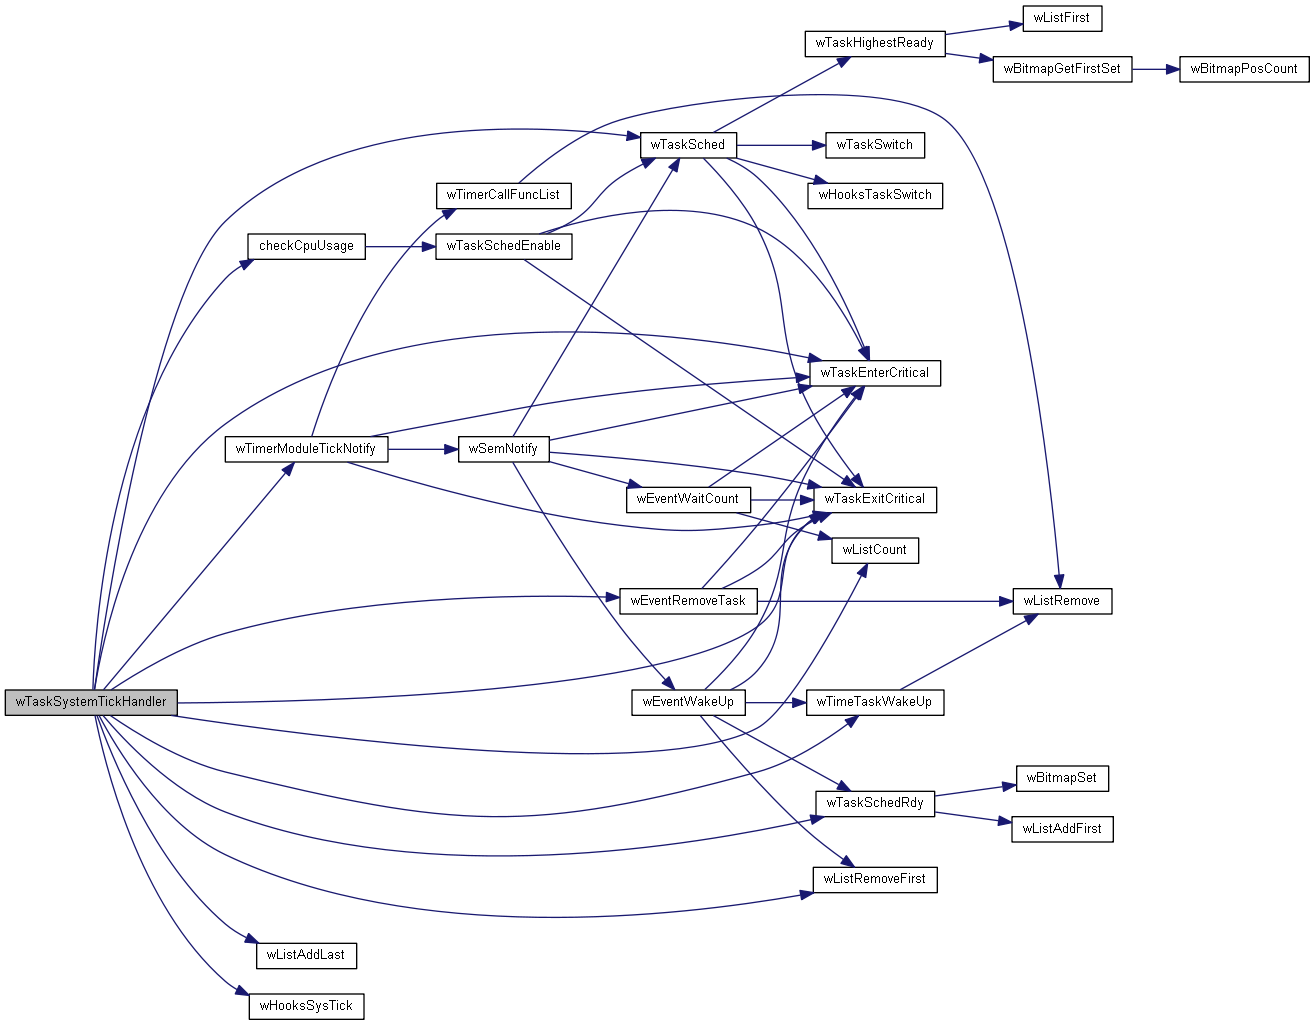 wListFirst
wTaskHighestReady
wBitmapGetFirstSet
wBitmapPosCount
wTaskSched
wTaskSwitch
wTimerCallFuncList
wHooksTaskSwitch
checkCpuUsage
wTaskSchedEnable
wTaskEnterCritical
wTimerModuleTickNotify
wSemNotify
wEventWaitCount
wTaskExitCritical
wListCount
wEventRemoveTask
wListRemove
wTaskSystemTickHandler
wEventWakeUp
wTimeTaskWakeUp
wBitmapSet
wTaskSchedRdy
wListAddFirst
wListRemoveFirst
wListAddLast
wHooksSysTick